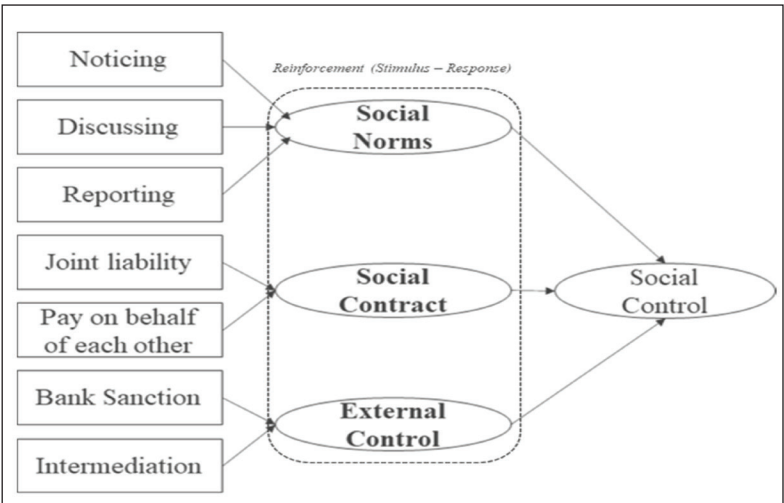 Noticing
Reinforcement (Stimulus – Response)
Discussing
Social
Norms
Reporting
Joint liability
Social
Contract
Social
Control
Pay on behalf
of each other
Bank Sanction
External
Control
Intermediation